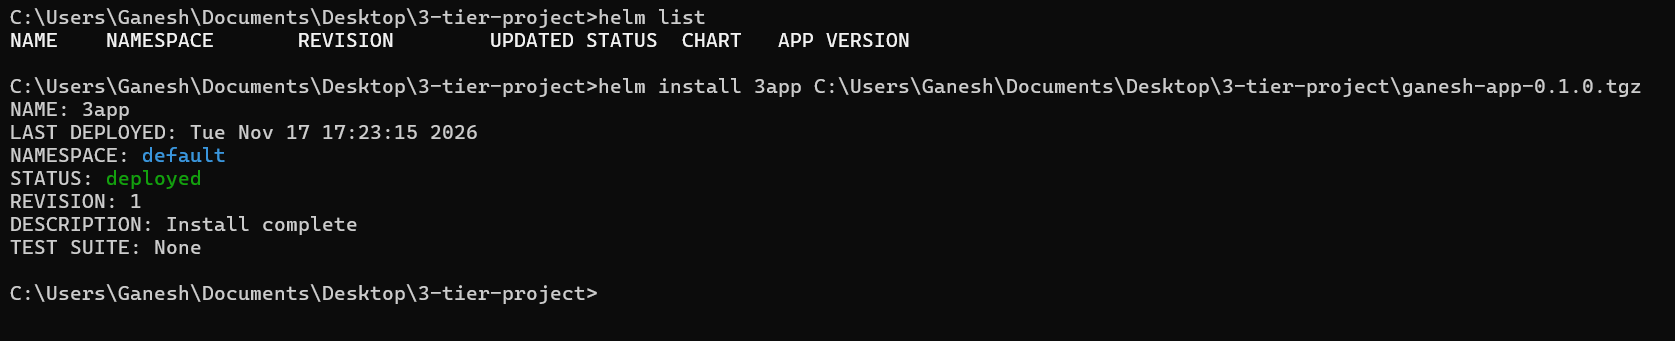 C:\Users\Ganesh\Documents\Desktop\3-tier-project>helm list
NAME    NAMESPACE       REVISION        UPDATED STATUS  CHART   APP VERSION
C:\Users\Ganesh\Documents\Desktop\3-tier-project>helm install 3app C:\Users\Ganesh\Documents\Desktop\3-tier-project\ganesh-app-0.1.0.tgz
NAME: 3app
LAST DEPLOYED: Tue Nov 17 17:23:15 2026
NAMESPACE: default
STATUS: deployed
REVISION: 1
DESCRIPTION: Install complete
TEST SUITE: None
C:\Users\Ganesh\Documents\Desktop\3-tier-project>